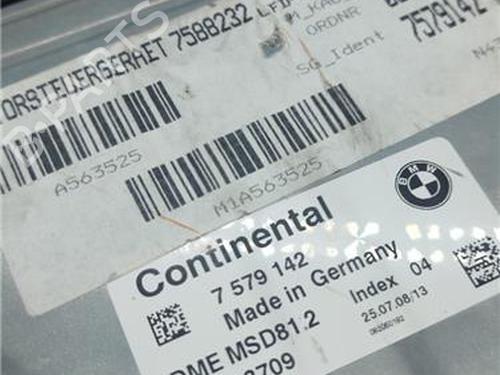 ORSTEUERGERAET 7588232
ORDNR
SG_Ident
7579142
A563525
M1A563525
BMW
Continental
7 579 142
Made in Germany
Index 04
25.07.08/13
DME MSD81.2
8709
B-PARTS